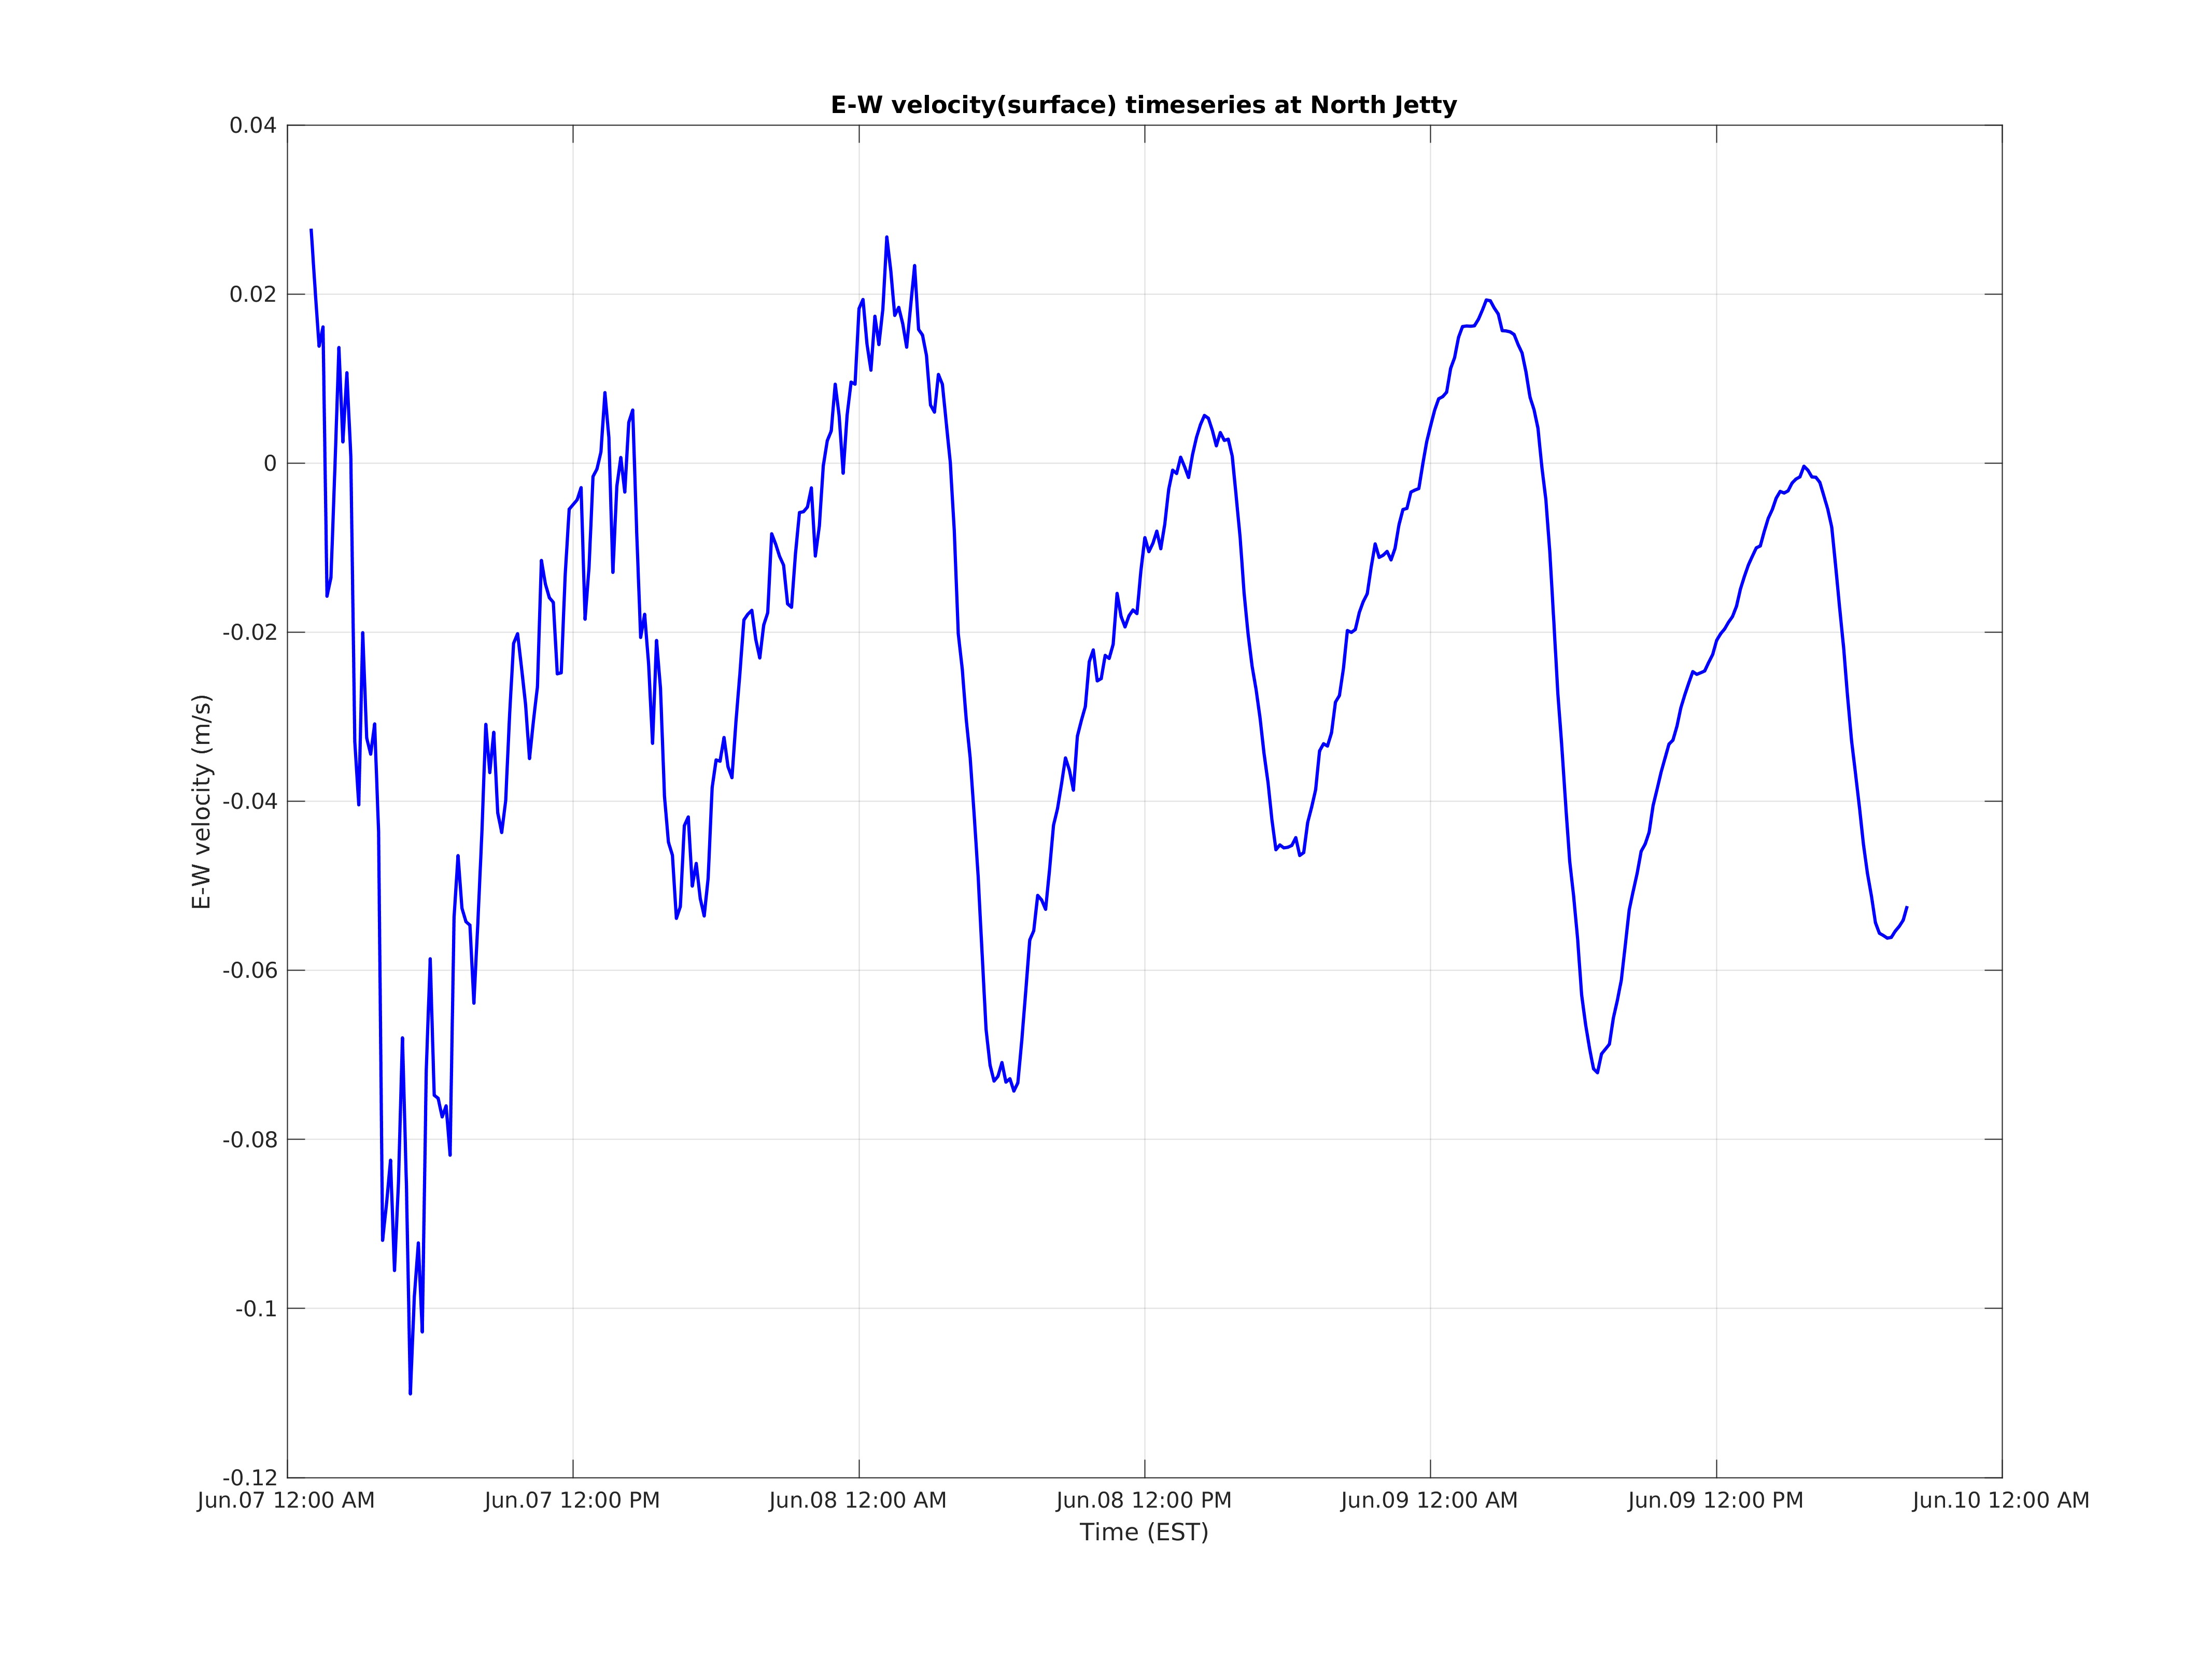 E-W velocity(surface) timeseries at North Jetty
0.04
0.02
0
-0.02
-0.04
-0.06
-0.08
-0.1
-0.12
E-W velocity (m/s)
Jun.07 12:00 AM Jun.07 12:00 PM Jun.08 12:00 AM Jun.08 12:00 PM Jun.09 12:00 AM Jun.09 12:00 PM Jun.10 12:00 AM
Time (EST)